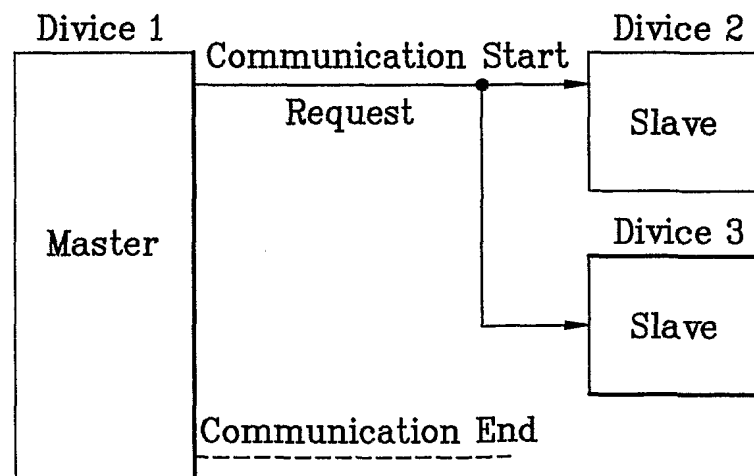 Divice 1
Communication Start
Request
Divice 2
Slave
Master
Divice 3
Slave
Communication End